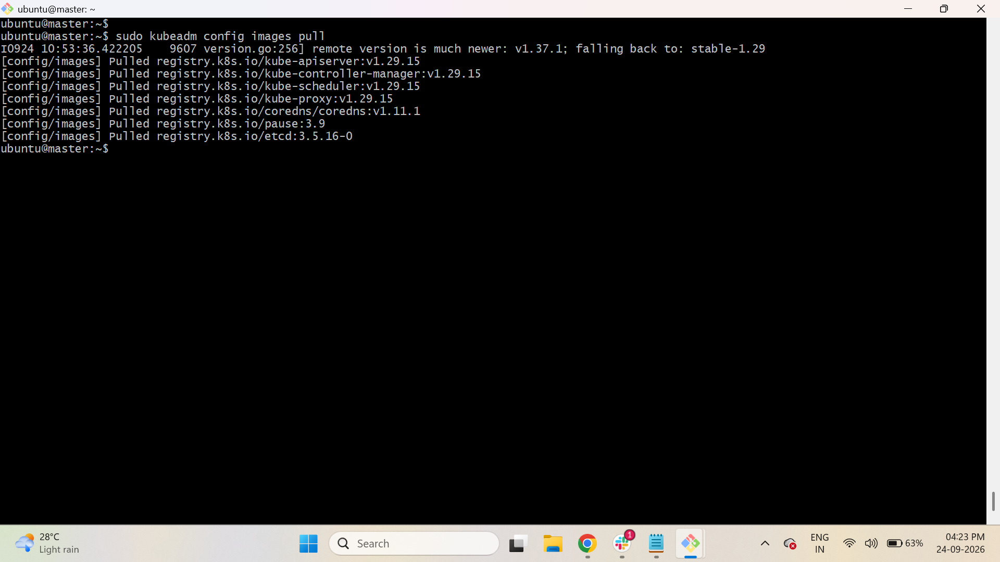 ubuntu@master: ~
ubuntu@master:~$
ubuntu@master:~$ sudo kubeadm config images pull
I0924 10:53:36.422205    9607 version.go:256] remote version is much newer: v1.37.1; falling back to: stable-1.29
[config/images] Pulled registry.k8s.io/kube-apiserver:v1.29.15
[config/images] Pulled registry.k8s.io/kube-controller-manager:v1.29.15
[config/images] Pulled registry.k8s.io/kube-scheduler:v1.29.15
[config/images] Pulled registry.k8s.io/kube-proxy:v1.29.15
[config/images] Pulled registry.k8s.io/coredns/coredns:v1.11.1
[config/images] Pulled registry.k8s.io/pause:3.9
[config/images] Pulled registry.k8s.io/etcd:3.5.16-0
ubuntu@master:~$
28°C
Light rain
Search
1
ENG
IN
63%
04:23 PM
24-09-2026